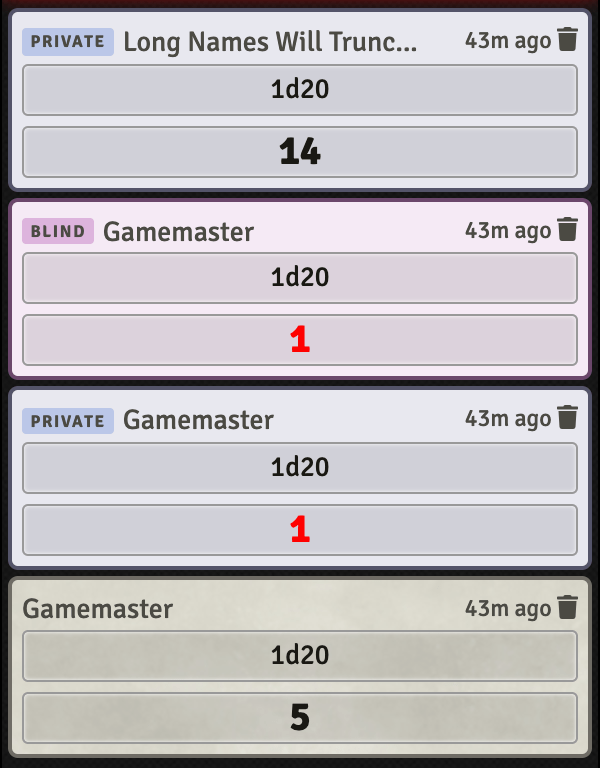 PRIVATE Long Names Will Trunc... 43m ago
1d20
14
BLIND Gamemaster 43m ago
1d20
1
PRIVATE Gamemaster 43m ago
1d20
1
Gamemaster 43m ago
1d20
5